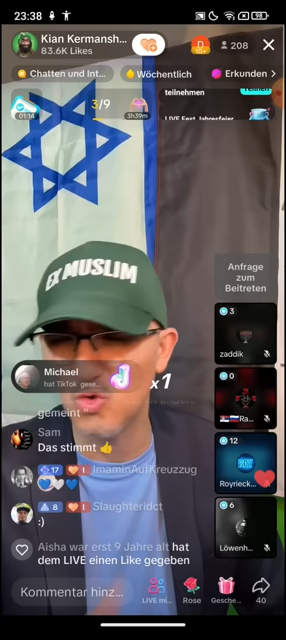 23:38
98
Kian Kermansh...
83.6K Likes
208
Chatten und Int...
Wöchentlich
Erkunden
teilnehmen
01:14
3/9
3h39m
LIVE Fest Jahresfeier
EX MUSLIM
Anfrage
zum
Beitreten
3
zaddik
0
Ra...
12
Royrieck...
6
Löwenh...
Michael
hat TikTok gese...
x1
gemeint
Sam
Das stimmt 👍
17
ImaminAufKreuzzug
8
Slaughteridct
:)
Aisha war erst 9 Jahre alt hat
dem LIVE einen Like gegeben
Kommentar hinz...
LIVE mi...
Rose
Gesche...
40